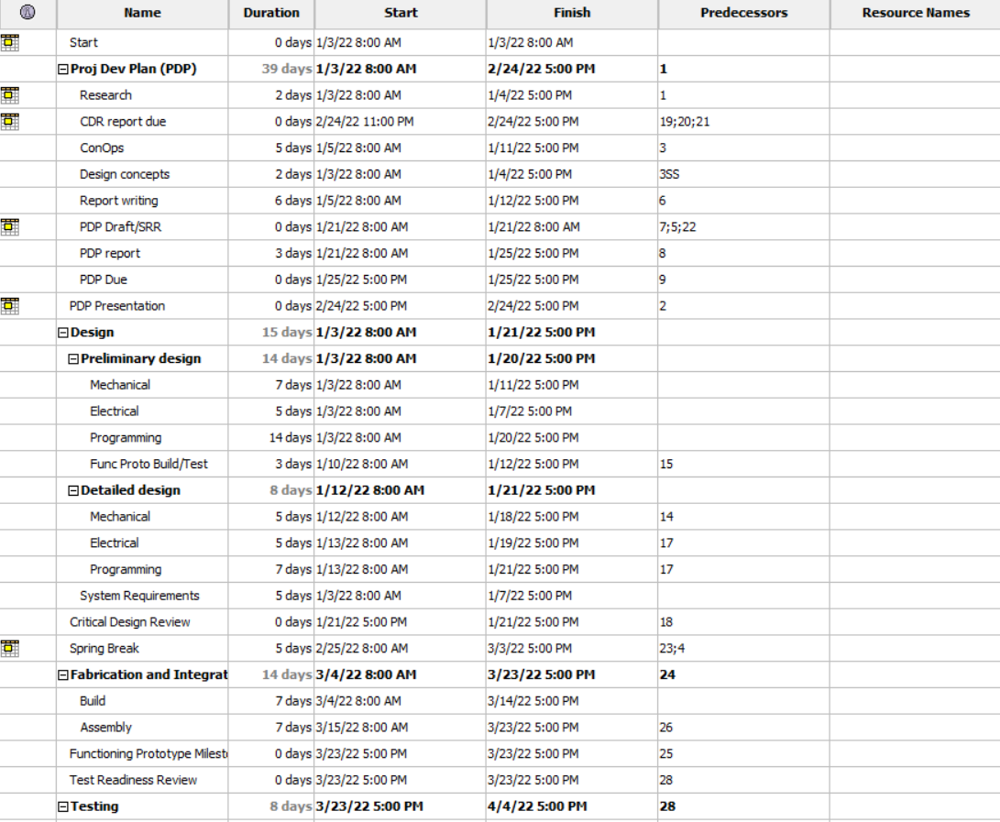 Name Duration Start Finish Predecessors Resource Names
Start 0 days 1/3/22 8:00 AM 1/3/22 8:00 AM
Proj Dev Plan (PDP) 39 days 1/3/22 8:00 AM 2/24/22 5:00 PM 1
Research 2 days 1/3/22 8:00 AM 1/4/22 5:00 PM 1
CDR report due 0 days 2/24/22 11:00 PM 2/24/22 5:00 PM 19;20;21
ConOps 5 days 1/5/22 8:00 AM 1/11/22 5:00 PM 3
Design concepts 2 days 1/3/22 8:00 AM 1/4/22 5:00 PM 3SS
Report writing 6 days 1/5/22 8:00 AM 1/12/22 5:00 PM 6
PDP Draft/SRR 0 days 1/21/22 8:00 AM 1/21/22 8:00 AM 7;5;22
PDP report 3 days 1/21/22 8:00 AM 1/25/22 5:00 PM 8
PDP Due 0 days 1/25/22 5:00 PM 1/25/22 5:00 PM 9
PDP Presentation 0 days 2/24/22 5:00 PM 2/24/22 5:00 PM 2
Design 15 days 1/3/22 8:00 AM 1/21/22 5:00 PM
Preliminary design 14 days 1/3/22 8:00 AM 1/20/22 5:00 PM
Mechanical 7 days 1/3/22 8:00 AM 1/11/22 5:00 PM
Electrical 5 days 1/3/22 8:00 AM 1/7/22 5:00 PM
Programming 14 days 1/3/22 8:00 AM 1/20/22 5:00 PM
Func Proto Build/Test 3 days 1/10/22 8:00 AM 1/12/22 5:00 PM 15
Detailed design 8 days 1/12/22 8:00 AM 1/21/22 5:00 PM
Mechanical 5 days 1/12/22 8:00 AM 1/18/22 5:00 PM 14
Electrical 5 days 1/13/22 8:00 AM 1/19/22 5:00 PM 17
Programming 7 days 1/13/22 8:00 AM 1/21/22 5:00 PM 17
System Requirements 5 days 1/3/22 8:00 AM 1/7/22 5:00 PM
Critical Design Review 0 days 1/21/22 5:00 PM 1/21/22 5:00 PM 18
Spring Break 5 days 2/25/22 8:00 AM 3/3/22 5:00 PM 23;4
Fabrication and Integrat 14 days 3/4/22 8:00 AM 3/23/22 5:00 PM 24
Build 7 days 3/4/22 8:00 AM 3/14/22 5:00 PM
Assembly 7 days 3/15/22 8:00 AM 3/23/22 5:00 PM 26
Functioning Prototype Milest 0 days 3/23/22 5:00 PM 3/23/22 5:00 PM 25
Test Readiness Review 0 days 3/23/22 5:00 PM 3/23/22 5:00 PM 28
Testing 8 days 3/23/22 5:00 PM 4/4/22 5:00 PM 28